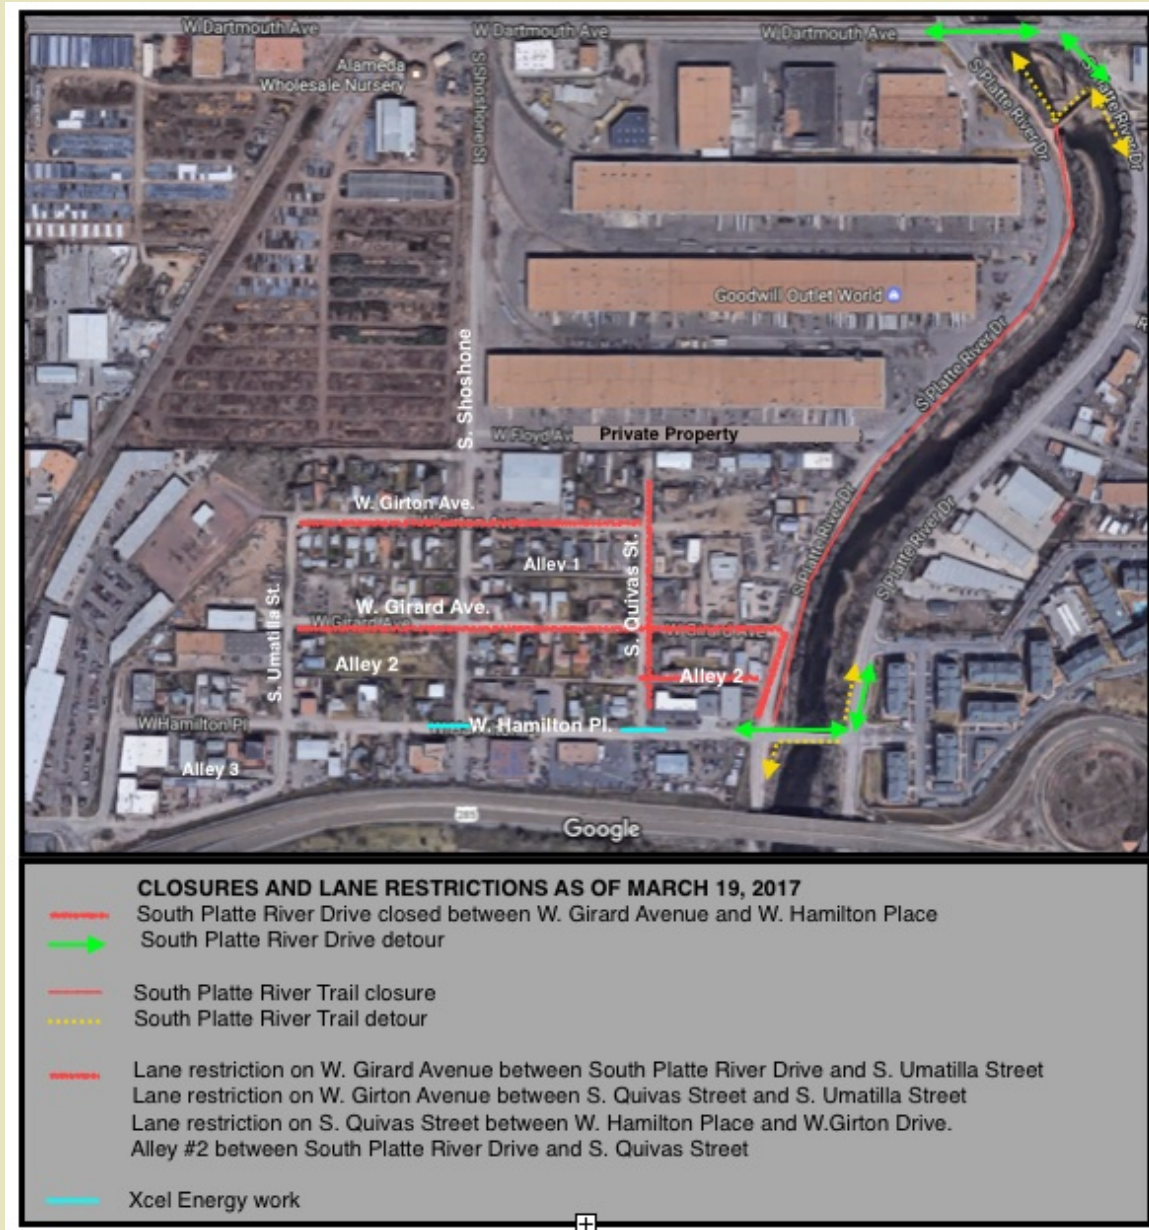 W Dartmouth Ave
W Dartmouth Ave
W Dartmouth Ave
Alameda
Wholesale Nursery
S Shoshone St
S Platte River Dr
S Platte River Dr
Goodwill Outlet World
S Platte River Dr
S. Shoshone
W Floyd Ave
Private Property
W. Girton Ave.
S Platte River Dr
S Platte River Dr
Alley 1
S. Quivas St.
S. Umatilla St.
W. Girard Ave.
W Girard Ave
W Girard Ave
Alley 2
Alley 2
W Hamilton Pl
W. Hamilton Pl.
Alley 3
285
Google
CLOSURES AND LANE RESTRICTIONS AS OF MARCH 19, 2017
South Platte River Drive closed between W. Girard Avenue and W. Hamilton Place
South Platte River Drive detour
South Platte River Trail closure
South Platte River Trail detour
Lane restriction on W. Girard Avenue between South Platte River Drive and S. Umatilla Street
Lane restriction on W. Girton Avenue between S. Quivas Street and S. Umatilla Street
Lane restriction on S. Quivas Street between W. Hamilton Place and W.Girton Drive.
Alley #2 between South Platte River Drive and S. Quivas Street
Xcel Energy work